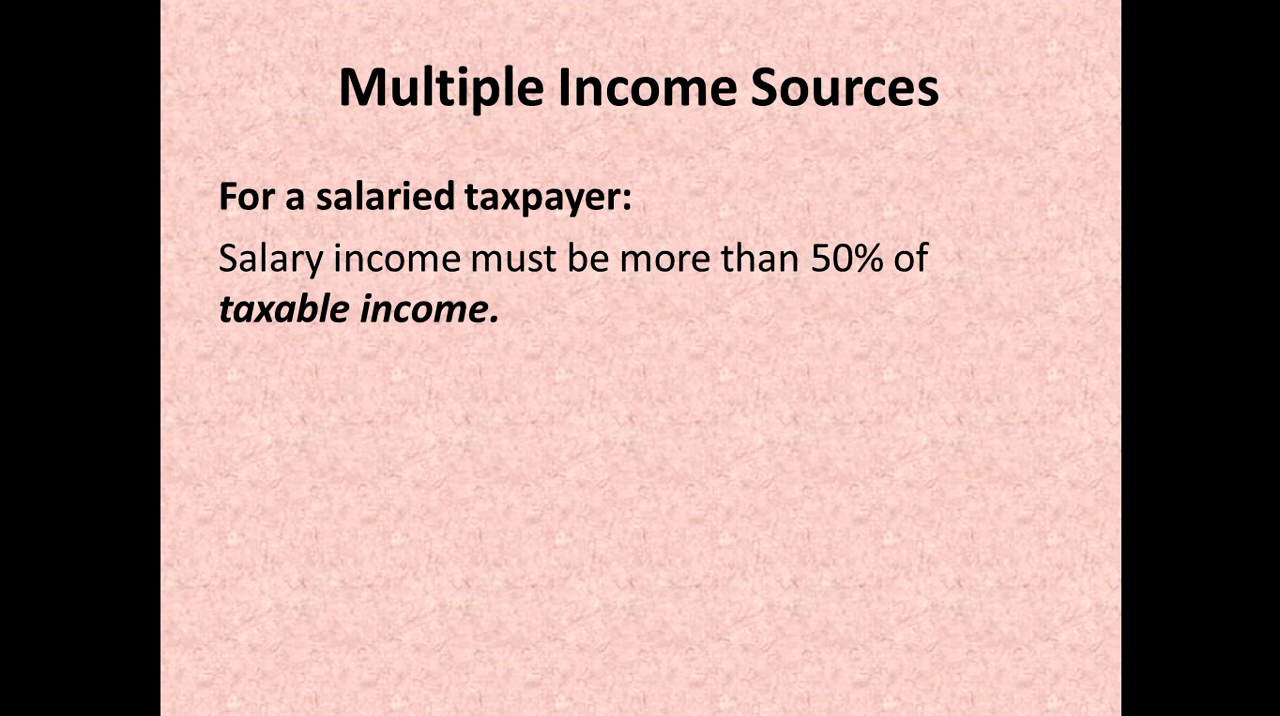 Multiple Income Sources
For a salaried taxpayer:
Salary income must be more than 50% of
taxable income.